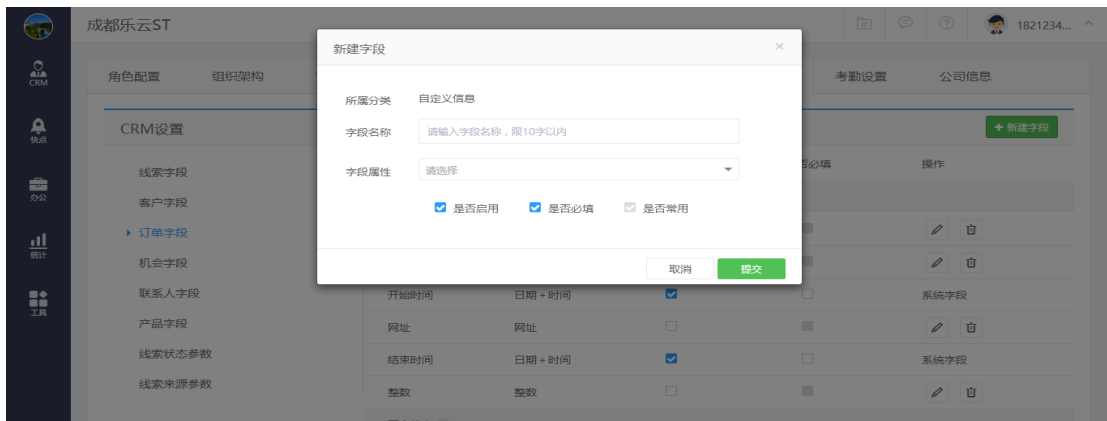 成都乐云ST
1821234...
CRM
快点
办公
统计
工具
角色配置 组织架构 考勤设置 公司信息
CRM设置
+ 新建字段
线索字段
客户字段
订单字段
机会字段
联系人字段
产品字段
线索状态参数
线索来源参数
新建字段
所属分类 自定义信息
字段名称 请输入字段名称，限10字以内
字段属性 请选择
是否启用 是否必填 是否常用
取消 提交
否必填 操作
开始时间 日期+时间 系统字段
网址 网址
结束时间 日期+时间 系统字段
整数 整数